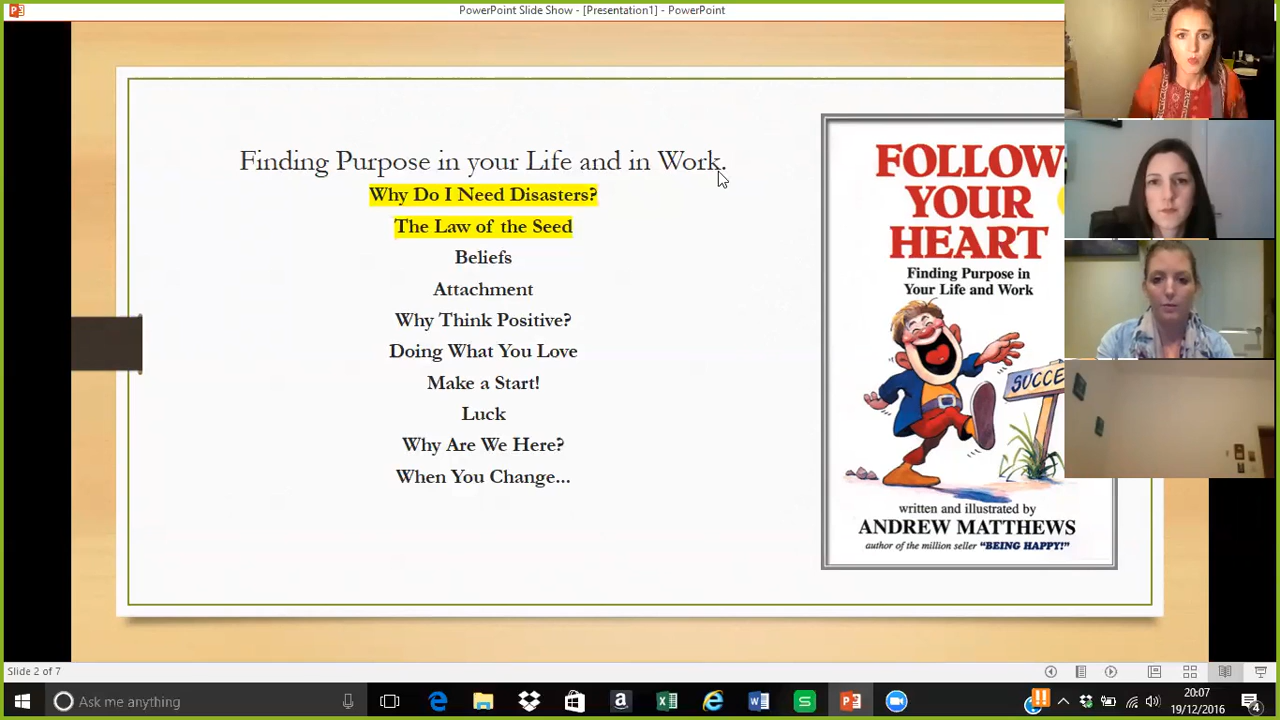 PowerPoint Slide Show - [Presentation1] - PowerPoint
Finding Purpose in your Life and in Work.
Why Do I Need Disasters?
The Law of the Seed
Beliefs
Attachment
Why Think Positive?
Doing What You Love
Make a Start!
Luck
Why Are We Here?
When You Change...
FOLLOW
YOUR
HEART
Finding Purpose in
Your Life and Work
SUCCE
written and illustrated by
ANDREW MATTHEWS
author of the million seller "BEING HAPPY!"
Slide 2 of 7
Ask me anything
20:07
19/12/2016
4